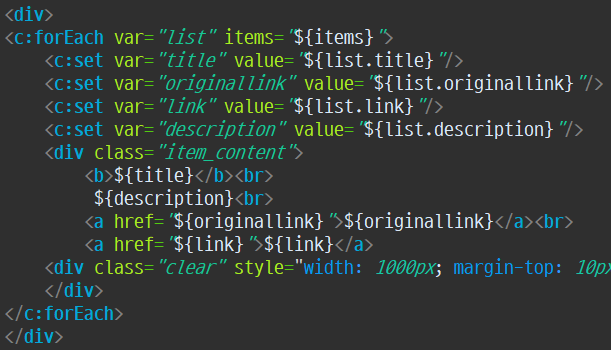 <div>
<c:forEach var="list" items="${items}">
<c:set var="title" value="${list.title}"/>
<c:set var="originallink" value="${list.originallink}"/>
<c:set var="link" value="${list.link}"/>
<c:set var="description" value="${list.description}"/>
<div class="item_content">
<b>${title}</b><br>
${description}<br>
<a href="${originallink}">${originallink}</a><br>
<a href="${link}">${link}</a>
<div class="clear" style="width: 1000px; margin-top: 10px
</div>
</c:forEach>
</div>